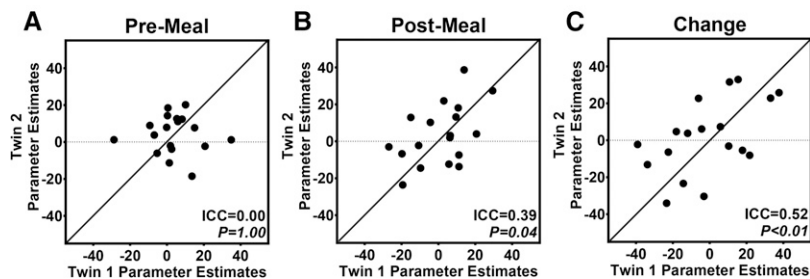 A Pre-Meal
Twin 2
Parameter Estimates
40
20
0
-20
-40
ICC=0.00
P=1.00
-40 -20 0 20 40
Twin 1 Parameter Estimates
B Post-Meal
Twin 2
Parameter Estimates
40
20
0
-20
-40
ICC=0.39
P=0.04
-40 -20 0 20 40
Twin 1 Parameter Estimates
C Change
Twin 2
Parameter Estimates
40
20
0
-20
-40
ICC=0.52
P<0.01
-40 -20 0 20 40
Twin 1 Parameter Estimates